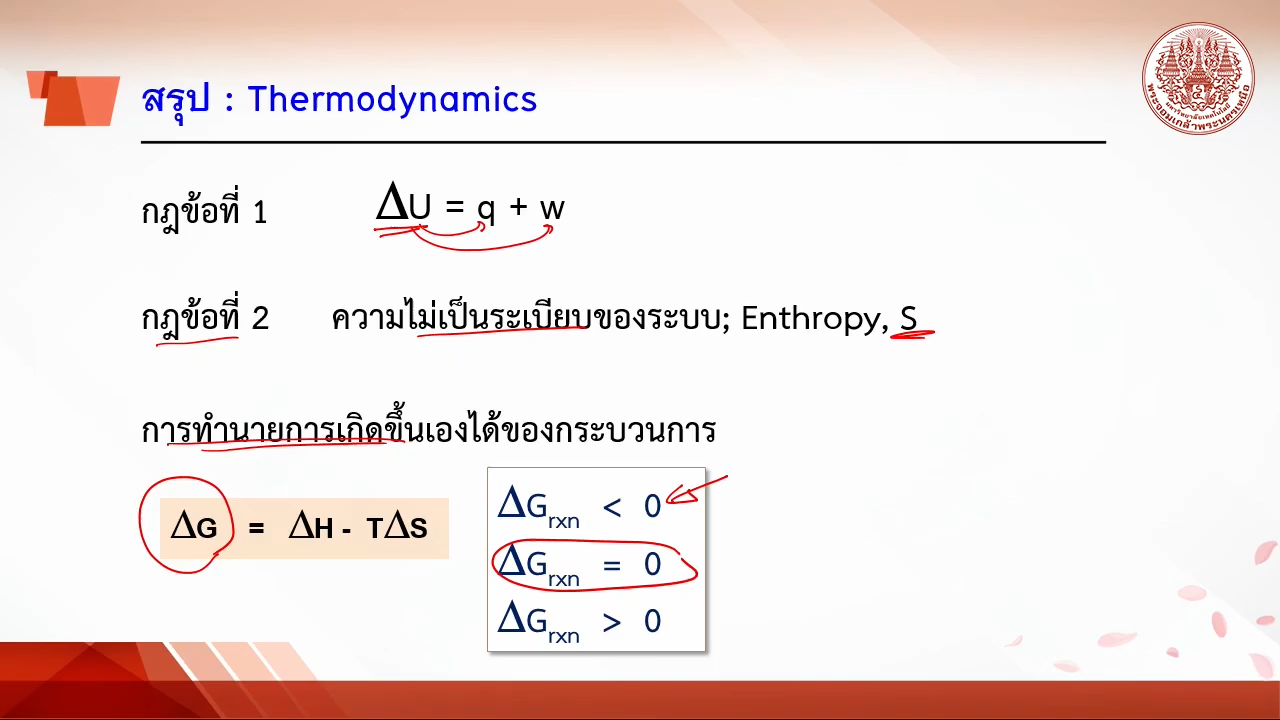 สรุป : Thermodynamics
กฎข้อที่ 1 ΔU = q + w
กฎข้อที่ 2 ความไม่เป็นระเบียบของระบบ; Enthropy, S
การทำนายการเกิดขึ้นเองได้ของกระบวนการ
ΔG = ΔH - TΔS
ΔGrxn < 0
ΔGrxn = 0
ΔGrxn > 0